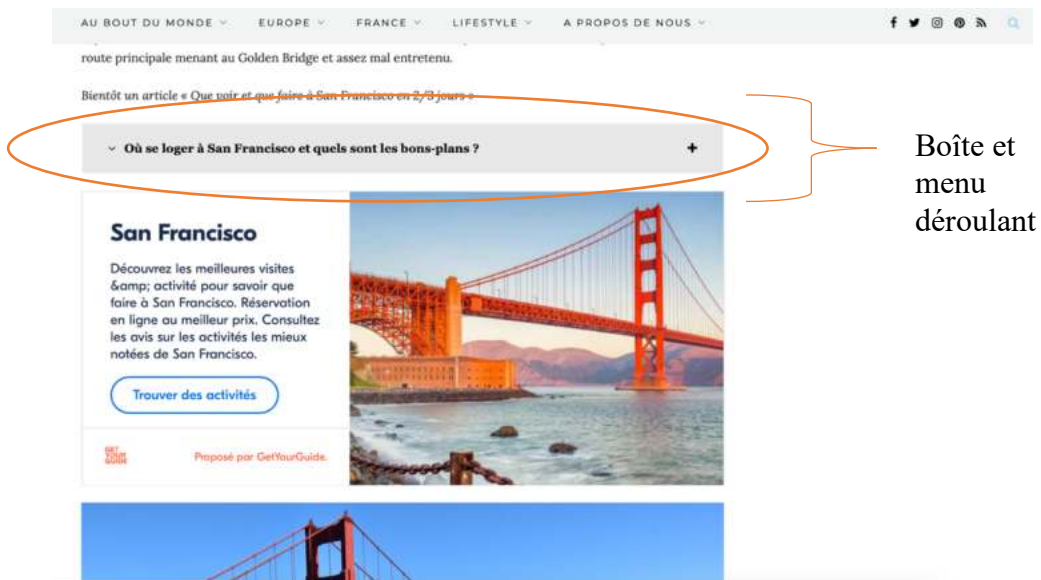 AU BOUT DU MONDE EUROPE FRANCE LIFESTYLE A PROPOS DE NOUS
route principale menant au Golden Bridge et assez mal entretenu.
Bientôt un article « Que voir et que faire à San Francisco en 2/3 jours »
Où se loger à San Francisco et quels sont les bons-plans ? +
Boîte et
menu
déroulant
San Francisco
Découvrez les meilleures visites
&amp; activité pour savoir que
faire à San Francisco. Réservation
en ligne au meilleur prix. Consultez
les avis sur les activités les mieux
notées de San Francisco.
Trouver des activités
GET
YOUR
GUIDE
Proposé par GetYourGuide.